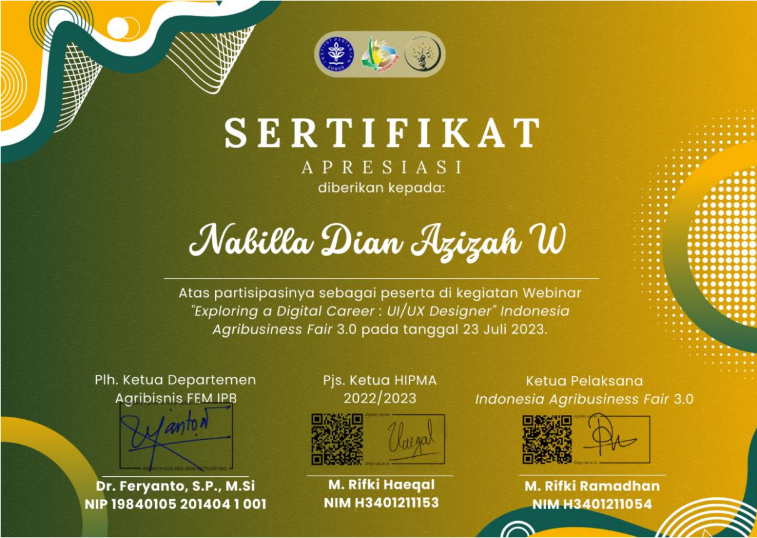 SERTIFIKAT
APRESIASI
diberikan kepada:
Nabilla Dian Azizah W
Atas partisipasinya sebagai peserta di kegiatan Webinar
"Exploring a Digital Career : UI/UX Designer" Indonesia
Agribusiness Fair 3.0 pada tanggal 23 Juli 2023.
Plh. Ketua Departemen
Agribisnis FEM IPB
Dr. Feryanto, S.P., M.Si
NIP 19840105 201404 1 001
Pjs. Ketua HIPMA
2022/2023
M. Rifki Haeqal
NIM H3401211153
Ketua Pelaksana
Indonesia Agribusiness Fair 3.0
M. Rifki Ramadhan
NIM H3401211054